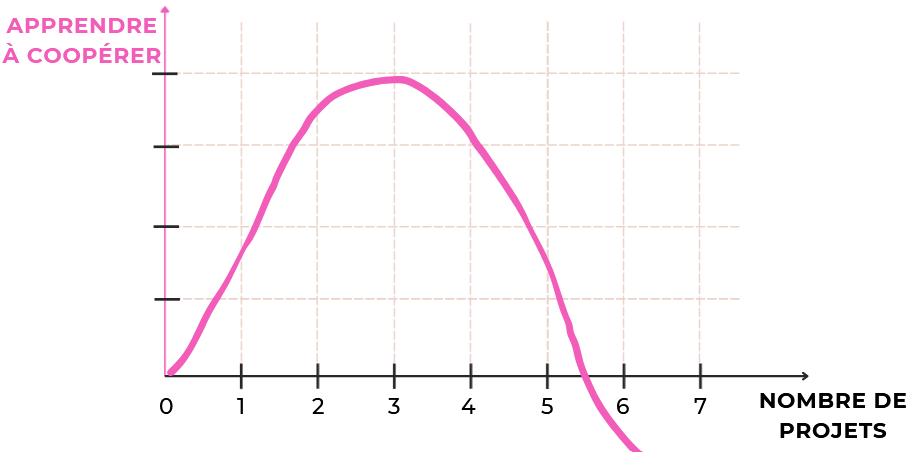 APPRENDRE
À COOPÉRER
0 1 2 3 4 5 6 7
NOMBRE DE
PROJETS